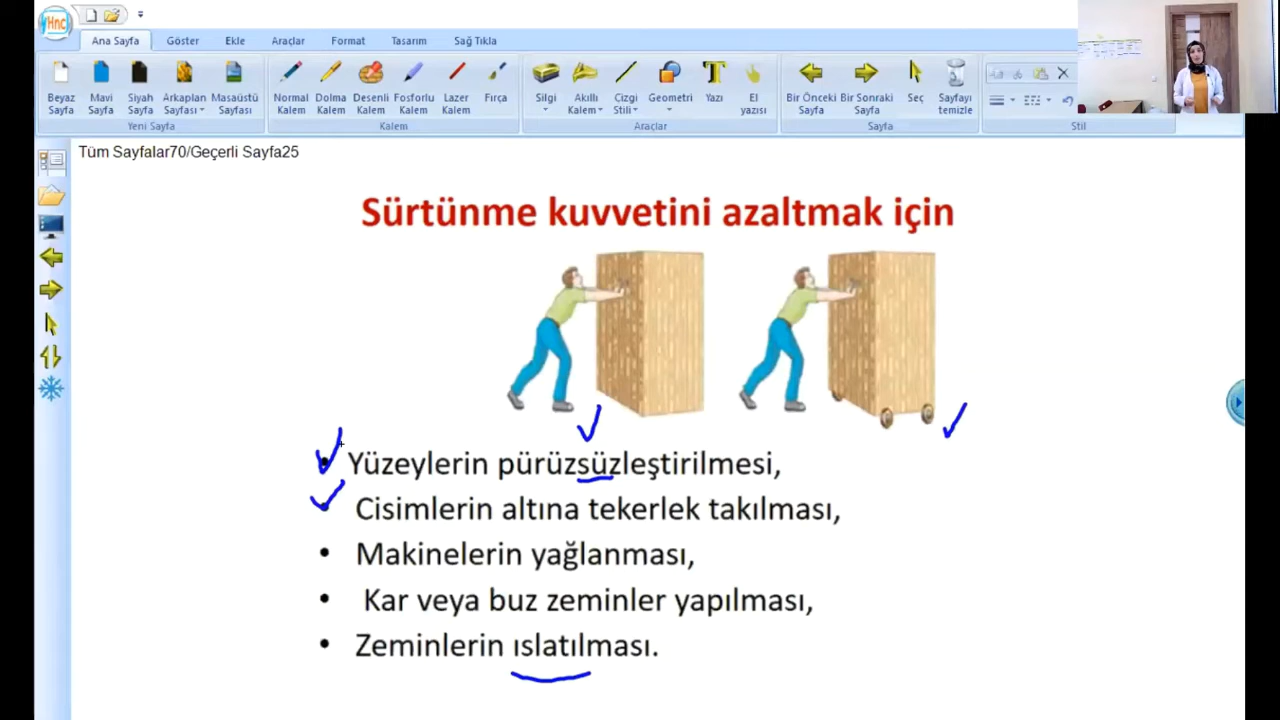 Hnc
Ana Sayfa Göster Ekle Araçlar Format Tasarım Sağ Tıkla
Beyaz Sayfa Mavi Sayfa Siyah Sayfa Arkaplan Sayfası Masaüstü Sayfası
Yeni Sayfa
Normal Kalem Dolma Kalem Desenli Kalem Fosforlu Kalem Lazer Kalem Fırça
Kalem
Silgi Akıllı Kalem Çizgi Stili Geometri Yazı El yazısı
Araçlar
Bir Önceki Sayfa Bir Sonraki Sayfa Seç Sayfayı temizle
Sayfa
Stil
Tüm Sayfalar70/Geçerli Sayfa25
Sürtünme kuvvetini azaltmak için
• Yüzeylerin pürüzsüzleştirilmesi,
Cisimlerin altına tekerlek takılması,
• Makinelerin yağlanması,
• Kar veya buz zeminler yapılması,
• Zeminlerin ıslatılması.